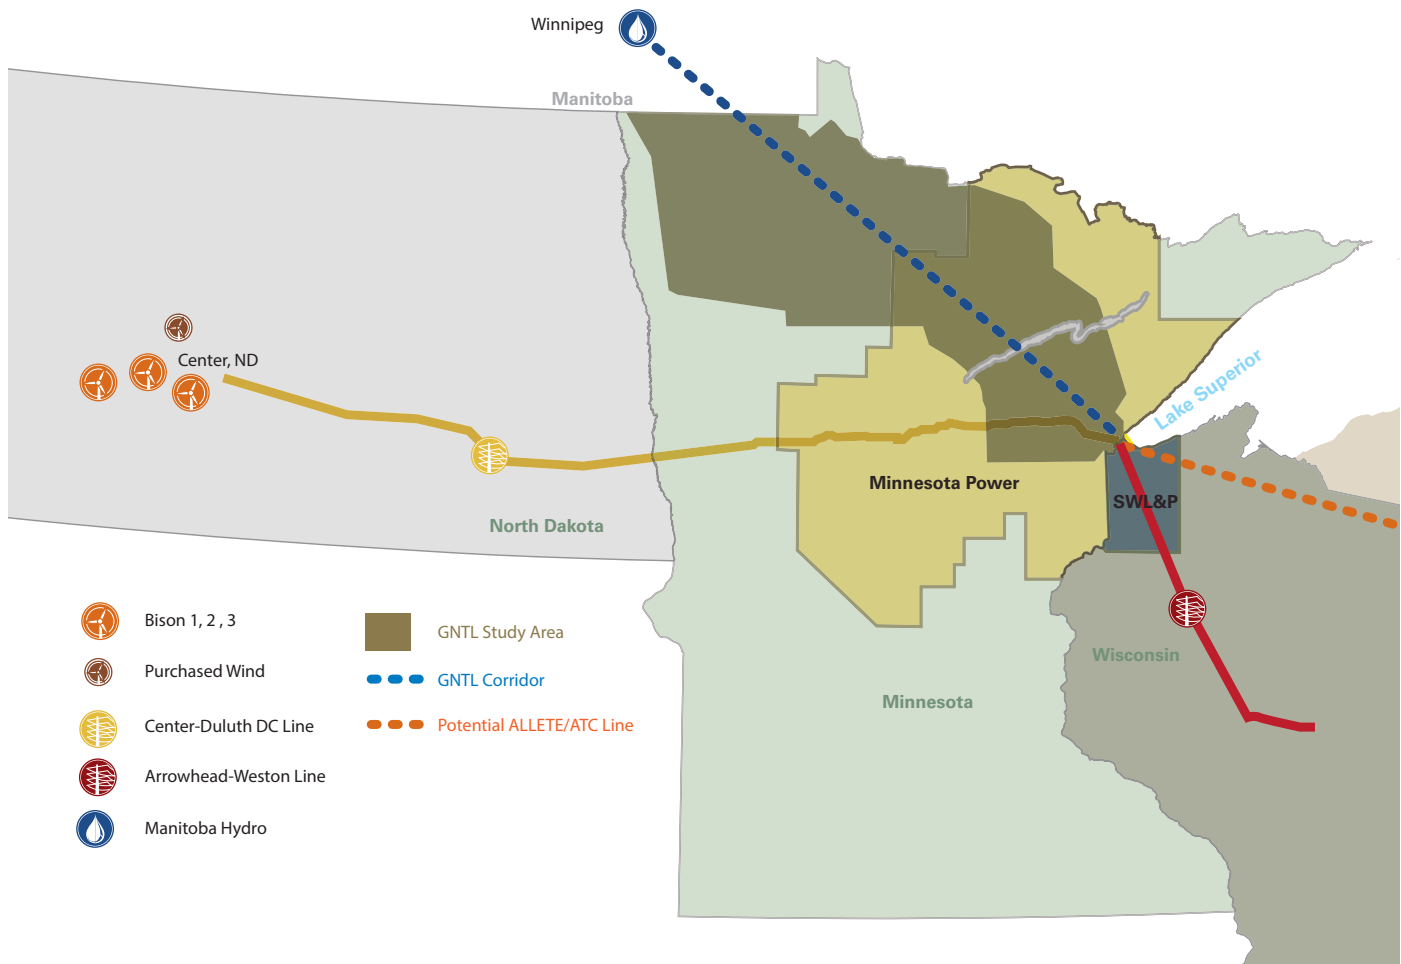 Winnipeg
Manitoba
Center, ND
Lake Superior
Minnesota Power
SWL&P
North Dakota
Wisconsin
Minnesota
Bison 1, 2 , 3
Purchased Wind
Center-Duluth DC Line
Arrowhead-Weston Line
Manitoba Hydro
GNTL Study Area
GNTL Corridor
Potential ALLETE/ATC Line